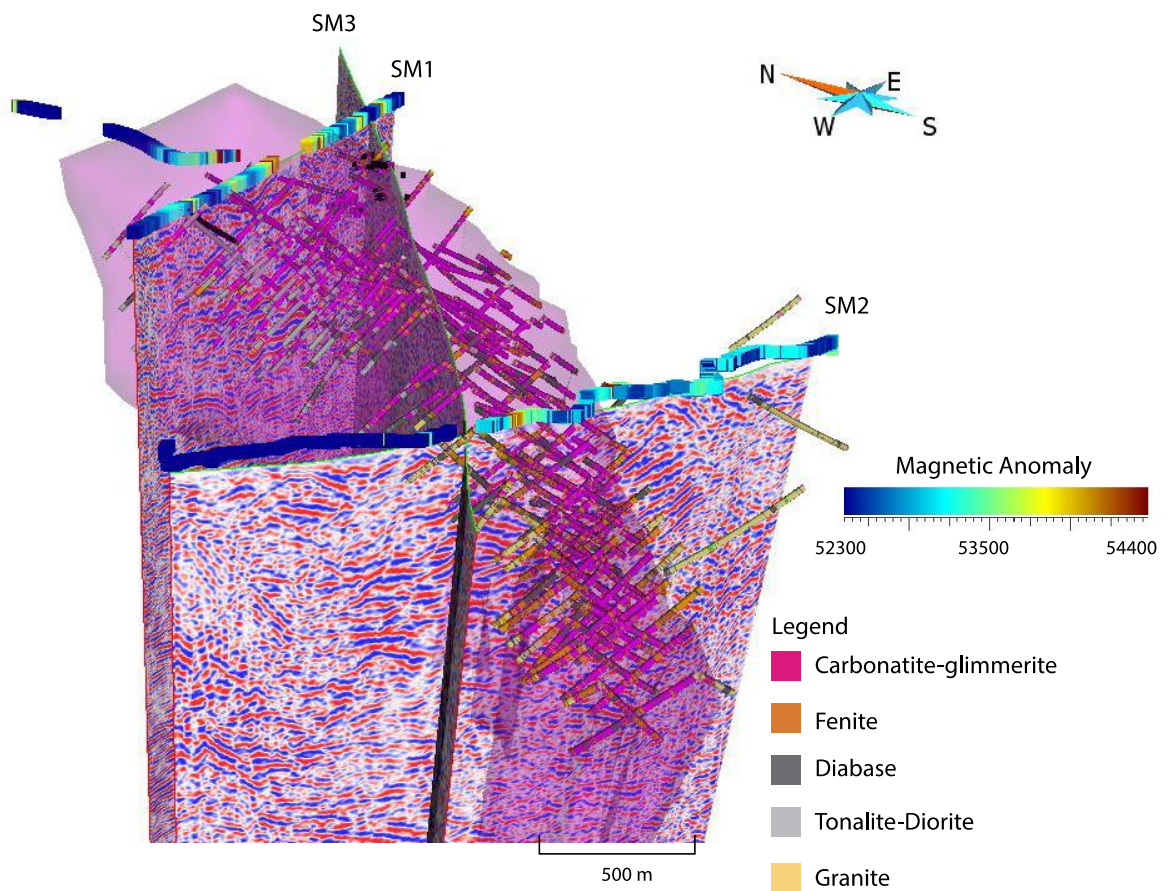 SM3
SM1
N
E
W
S
SM2
Magnetic Anomaly
52300 53500 54400
Legend
Carbonatite-glimmerite
Fenite
Diabase
Tonalite-Diorite
Granite
500 m